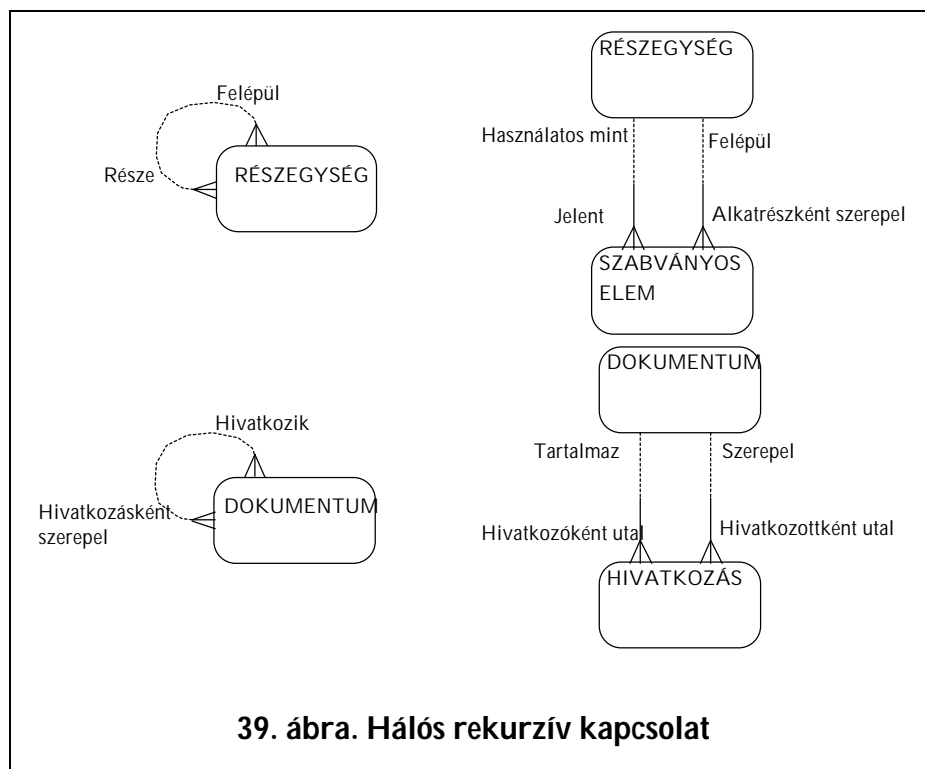 Felépül
Része
RÉSZEGYSÉG
RÉSZEGYSÉG
Használatos mint
Felépül
Jelent
Alkatrészként szerepel
SZABVÁNYOS
ELEM
Hivatkozik
Hivatkozásként
szerepel
DOKUMENTUM
DOKUMENTUM
Tartalmaz
Szerepel
Hivatkozóként utal
Hivatkozottként utal
HIVATKOZÁS
39. ábra. Hálós rekurzív kapcsolat